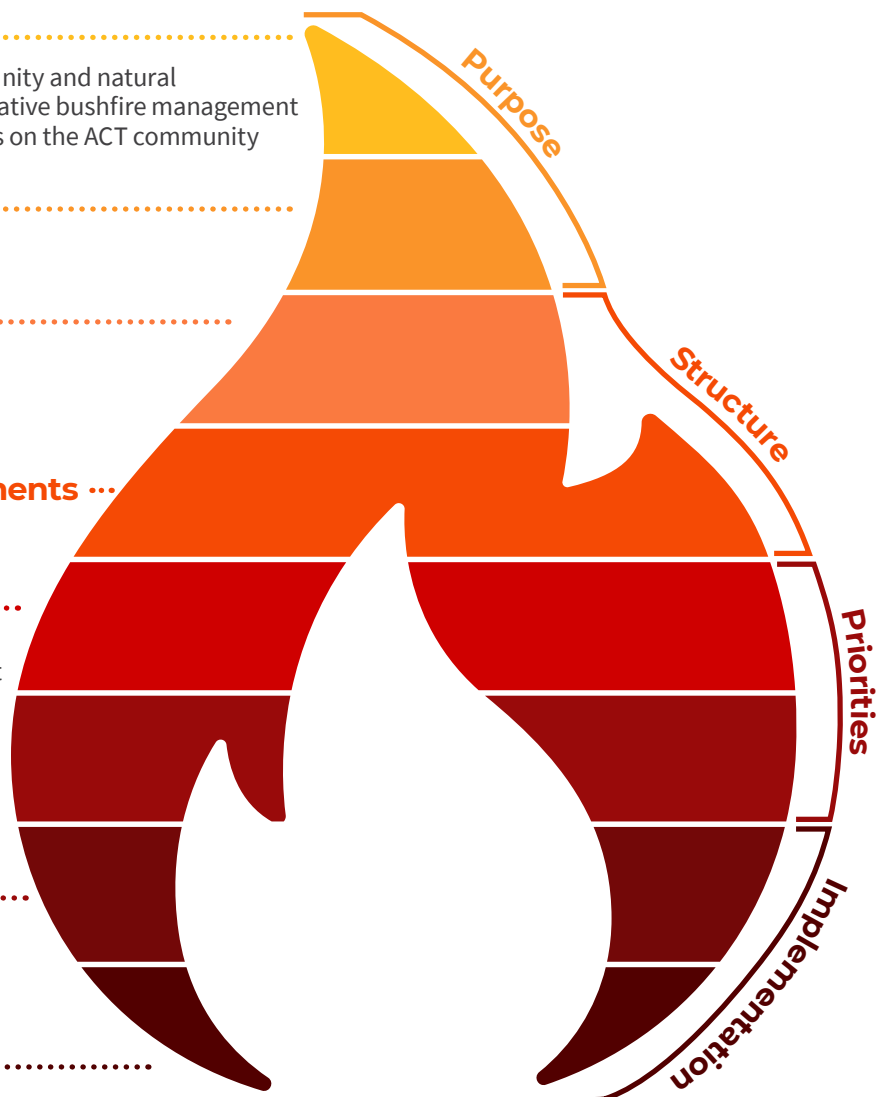 Purpose
nity and natural
ative bushfire management
s on the ACT community
Structure
nents
Priorities
Implementation